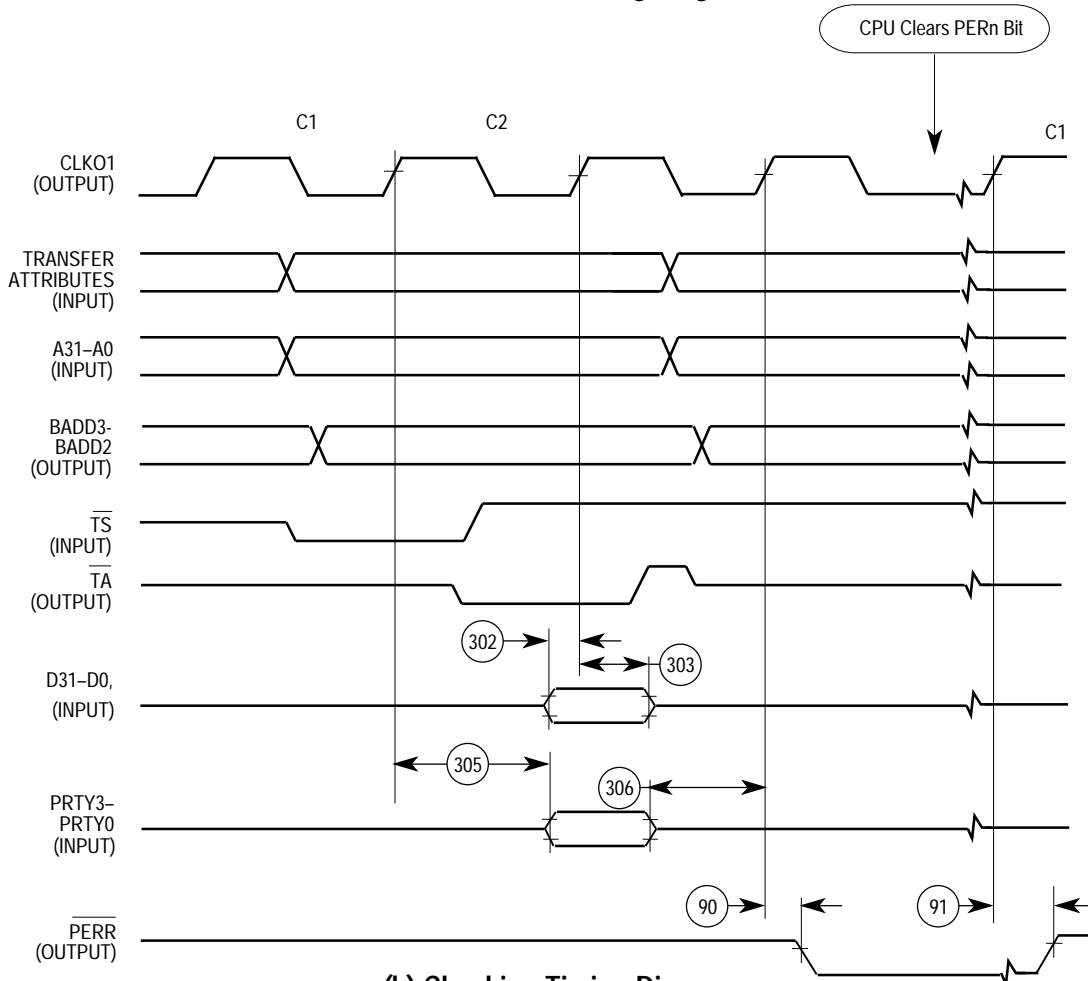 CPU Clears PERn Bit
C1
C2
C1
CLKO1
(OUTPUT)
TRANSFER
ATTRIBUTES
(INPUT)
A31–A0
(INPUT)
BADD3-
BADD2
(OUTPUT)
TS
(INPUT)
TA
(OUTPUT)
302
303
D31–D0,
(INPUT)
305
306
PRTY3–
PRTY0
(INPUT)
90
91
PERR
(OUTPUT)